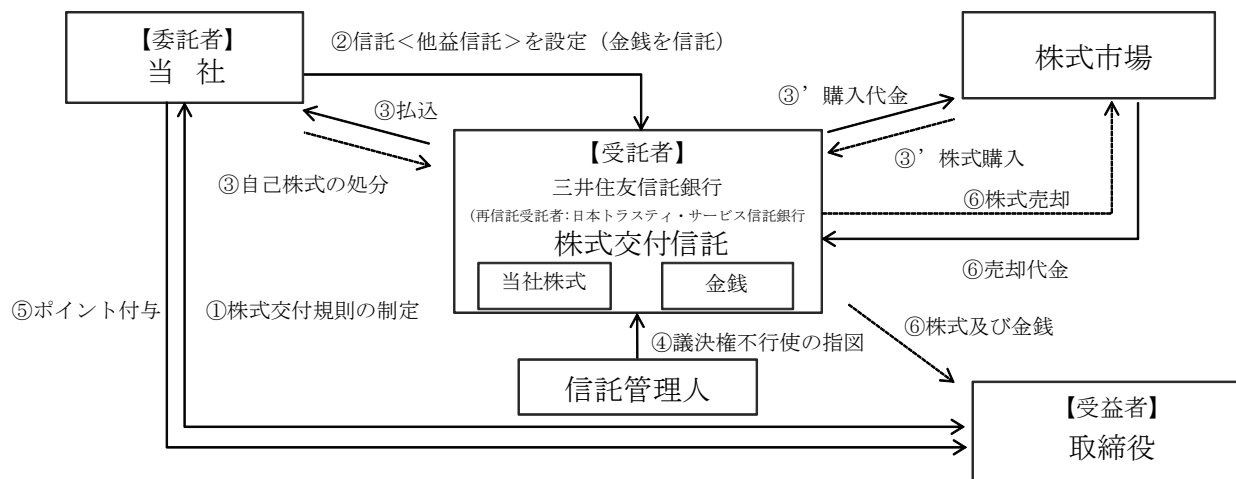 【委託者】
当 社
②信託＜他益信託＞を設定（金銭を信託）
株式市場
③払込
③’購入代金
③’株式購入
③自己株式の処分
【受託者】
三井住友信託銀行
(再信託受託者：日本トラスティ・サービス信託銀行
株式交付信託
当社株式
金銭
⑥株式売却
⑥売却代金
⑤ポイント付与
①株式交付規則の制定
④議決権不行使の指図
⑥株式及び金銭
信託管理人
【受益者】
取締役